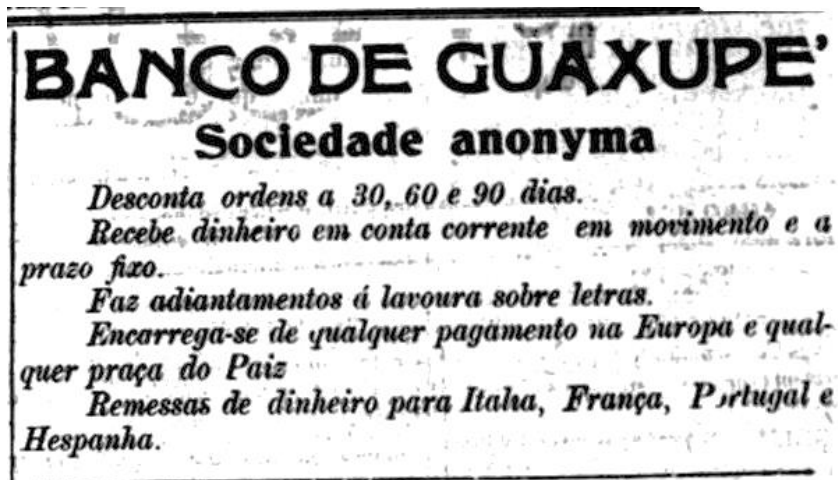 BANCO DE GUAXUPE'
Sociedade anonyma
Desconta ordens a 30, 60 e 90 dias.
Recebe dinheiro em conta corrente em movimento e a
prazo fixo.
Faz adiantamentos á lavoura sobre letras.
Encarrega-se de qualquer pagamento na Europa e qual-
quer praça do Paiz
Remessas de dinheiro para Italia, França, Portugal e
Hespanha.